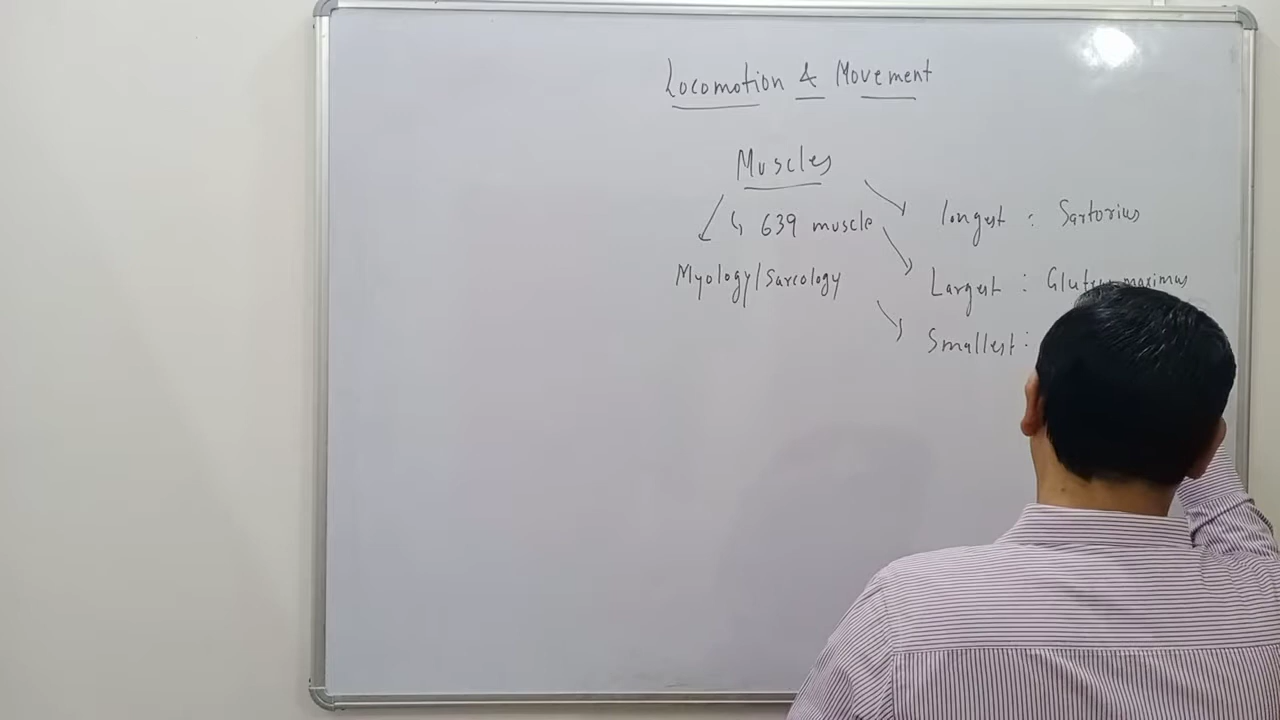 Locomotion & Movement
Muscles
↳ 639 muscle
Myology/Sarcology
longest : Sartorius
Largest : Gluteus maximus
Smallest :